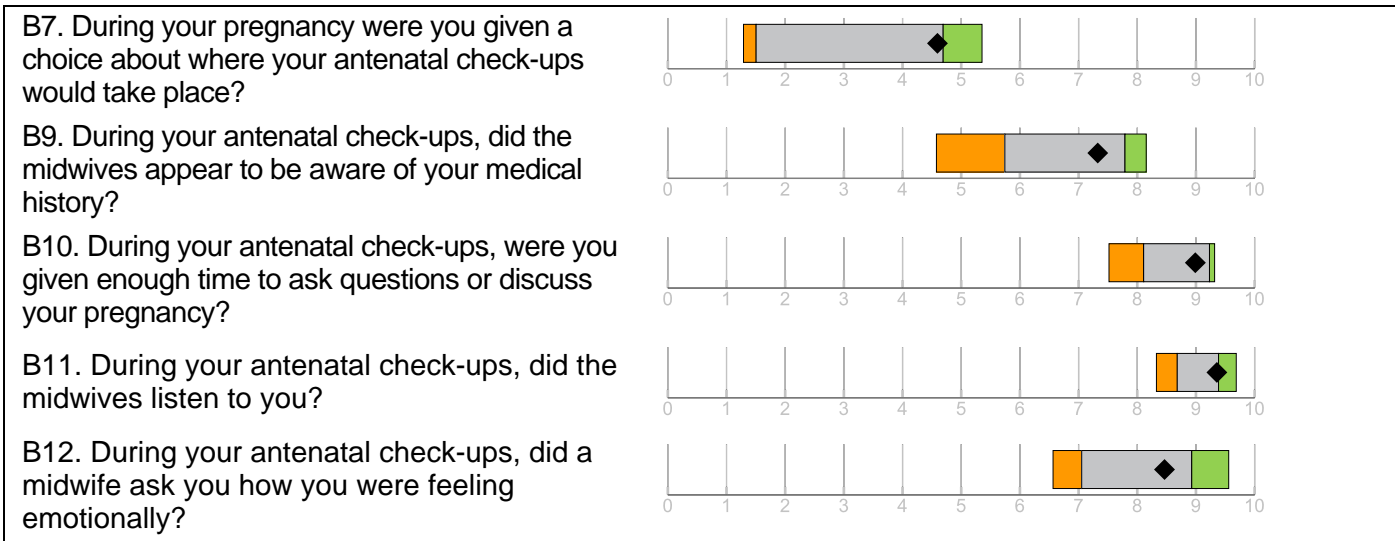 B7. During your pregnancy were you given a
choice about where your antenatal check-ups
would take place?
0 1 2 3 4 5 6 7 8 9 10
B9. During your antenatal check-ups, did the
midwives appear to be aware of your medical
history?
0 1 2 3 4 5 6 7 8 9 10
B10. During your antenatal check-ups, were you
given enough time to ask questions or discuss
your pregnancy?
0 1 2 3 4 5 6 7 8 9 10
B11. During your antenatal check-ups, did the
midwives listen to you?
0 1 2 3 4 5 6 7 8 9 10
B12. During your antenatal check-ups, did a
midwife ask you how you were feeling
emotionally?
0 1 2 3 4 5 6 7 8 9 10